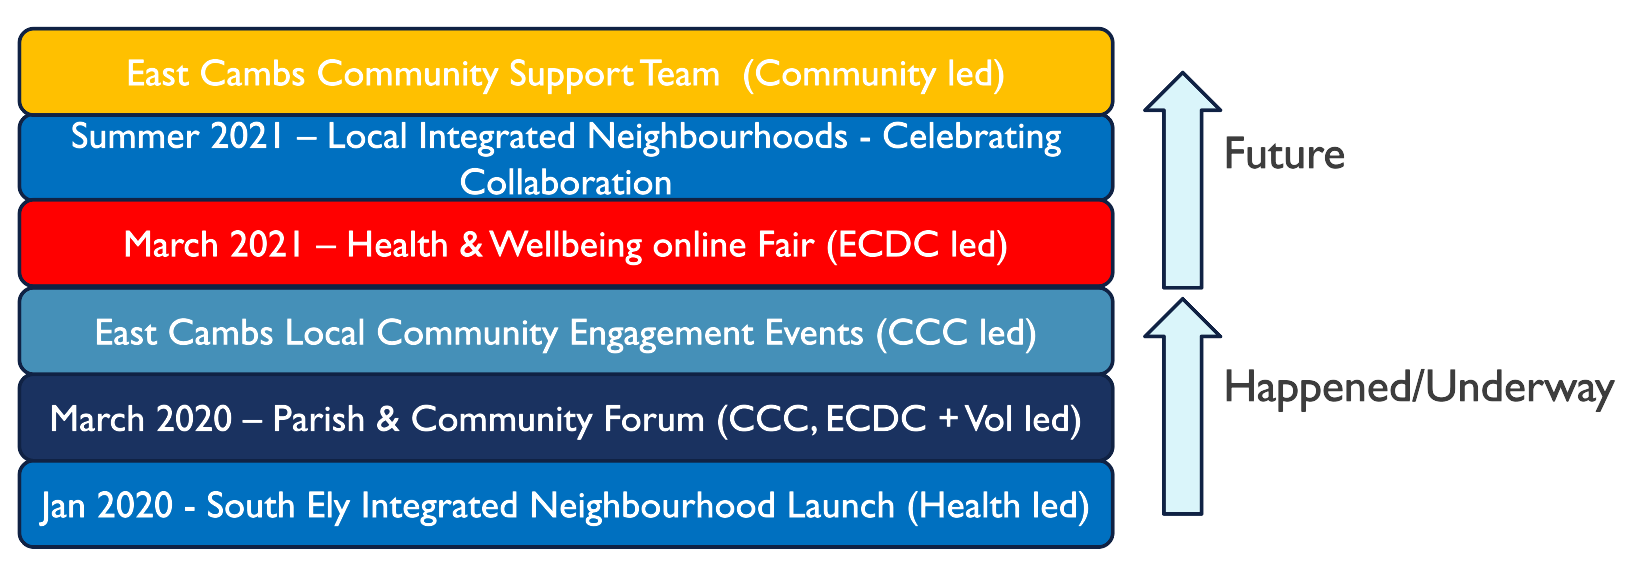 East Cambs Community Support Team  (Community led)
Summer 2021 – Local Integrated Neighbourhoods - Celebrating
Collaboration
March 2021 – Health & Wellbeing online Fair (ECDC led)
East Cambs Local Community Engagement Events (CCC led)
March 2020 – Parish & Community Forum (CCC, ECDC + Vol led)
Jan 2020 - South Ely Integrated Neighbourhood Launch (Health led)
Future
Happened/Underway